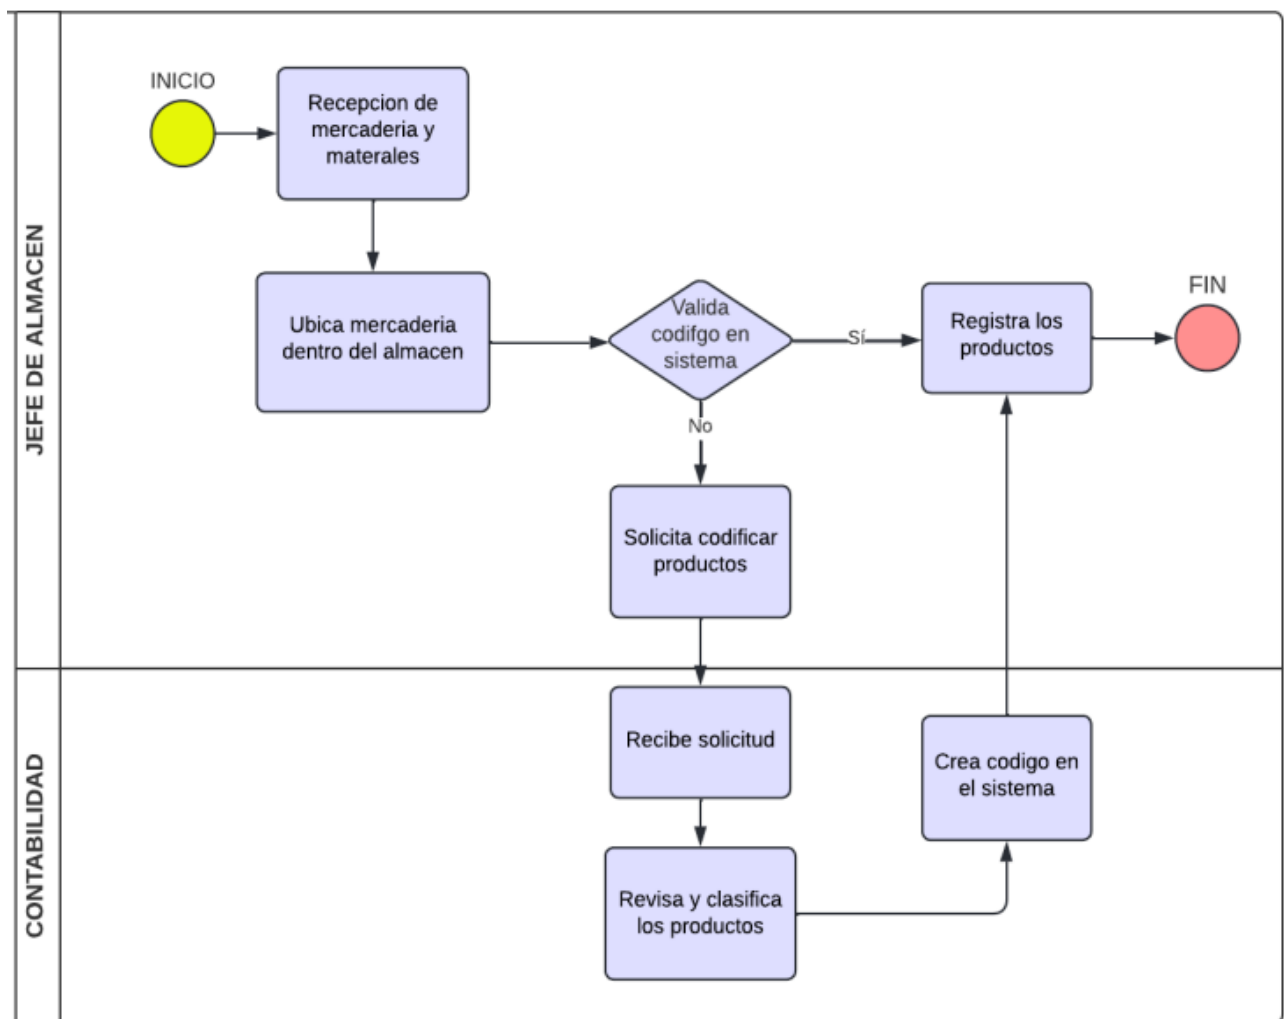 JEFE DE ALMACEN
INICIO
Recepcion de
mercaderia y
materales
Ubica mercaderia
dentro del almacen
Valida
codifgo en
sistema
Sí
Registra los
productos
FIN
No
Solicita codificar
productos
CONTABILIDAD
Recibe solicitud
Revisa y clasifica
los productos
Crea codigo en
el sistema